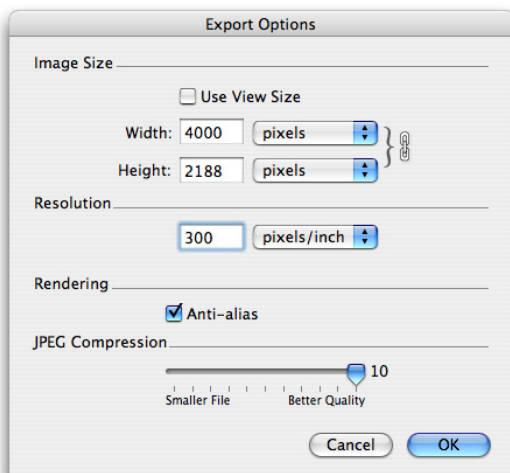 Export Options
Image Size
Use View Size
Width: 4000 pixels
Height: 2188 pixels
Resolution
300 pixels/inch
Rendering
Anti-alias
JPEG Compression
10
Smaller File Better Quality
Cancel OK